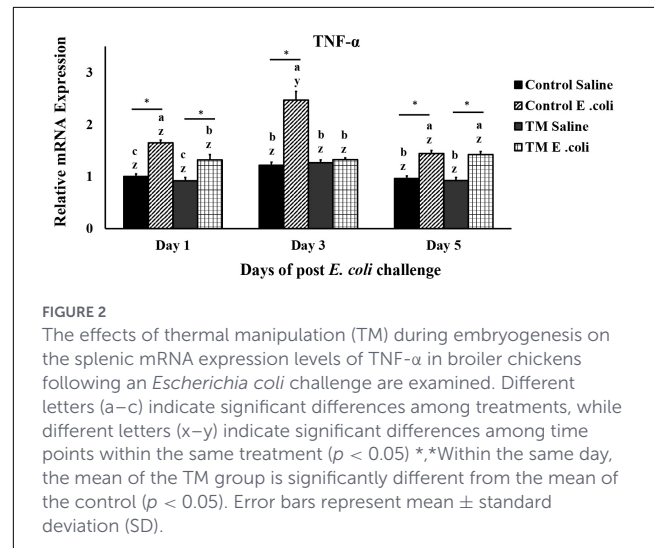 TNF-α
Relative mRNA Expression
3
2
1
0
*
*
*
*
*
c
z
a
z
c
z
b
z
b
z
a
y
b
z
b
z
b
z
a
z
b
z
a
z
Control Saline
Control E .coli
TM Saline
TM E .coli
Day 1
Day 3
Day 5
Days of post E. coli challenge
FIGURE 2
The effects of thermal manipulation (TM) during embryogenesis on
the splenic mRNA expression levels of TNF-α in broiler chickens
following an Escherichia coli challenge are examined. Different
letters (a–c) indicate significant differences among treatments, while
different letters (x–y) indicate significant differences among time
points within the same treatment (p < 0.05) *,*Within the same day,
the mean of the TM group is significantly different from the mean of
the control (p < 0.05). Error bars represent mean ± standard
deviation (SD).